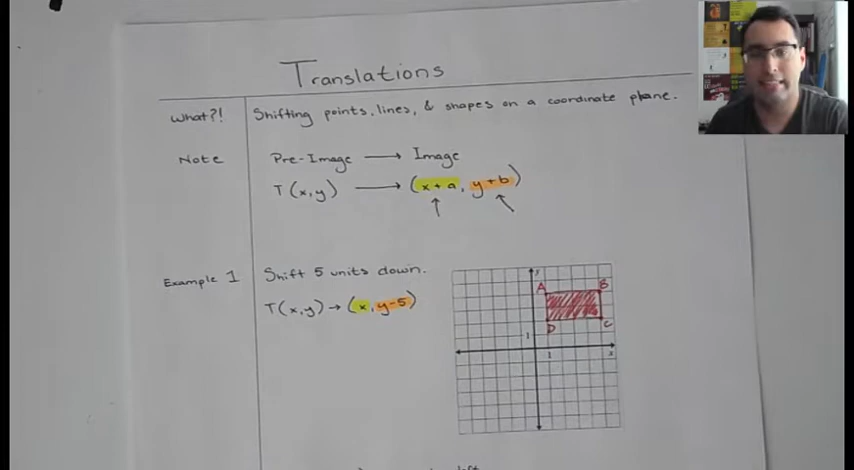 Translations
What?! Shifting points, lines, & shapes on a coordinate plane.
Note Pre-Image → Image
T(x,y) → (x+a, y+b)
Example 1 Shift 5 units down.
T(x,y) → (x, y-5)
y
A B
D C
1
1
left